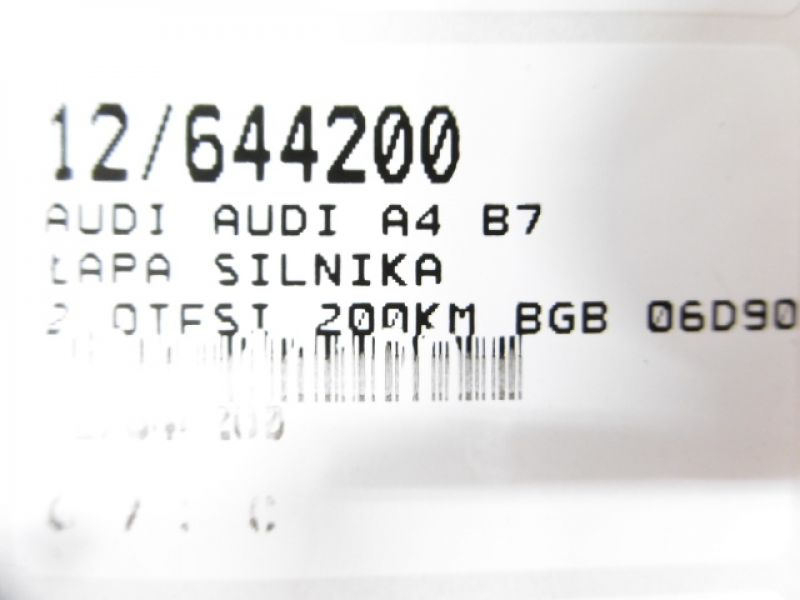 12/644200
AUDI AUDI A4 B7
ŁAPA SILNIKA
2.0TFSI 200KM BGB 06D90